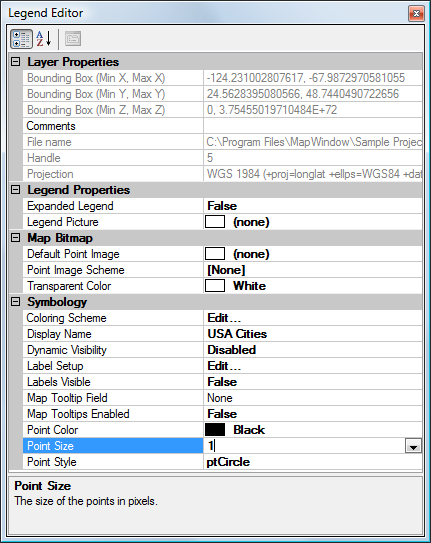 Legend Editor
A Z
Layer Properties
Bounding Box (Min X, Max X) -124.231002807617, -67.9872970581055
Bounding Box (Min Y, Max Y) 24.5628395080566, 48.7440490722656
Bounding Box (Min Z, Max Z) 0, 3.75455019710484E+72
Comments
File name C:\Program Files\MapWindow\Sample Projec
Handle 5
Projection WGS 1984 (+proj=longlat +ellps=WGS84 +dat
Legend Properties
Expanded Legend False
Legend Picture (none)
Map Bitmap
Default Point Image (none)
Point Image Scheme [None]
Transparent Color White
Symbology
Coloring Scheme Edit...
Display Name USA Cities
Dynamic Visibility Disabled
Label Setup Edit...
Labels Visible False
Map Tooltip Field None
Map Tooltips Enabled False
Point Color Black
Point Size 1
Point Style ptCircle
Point Size
The size of the points in pixels.